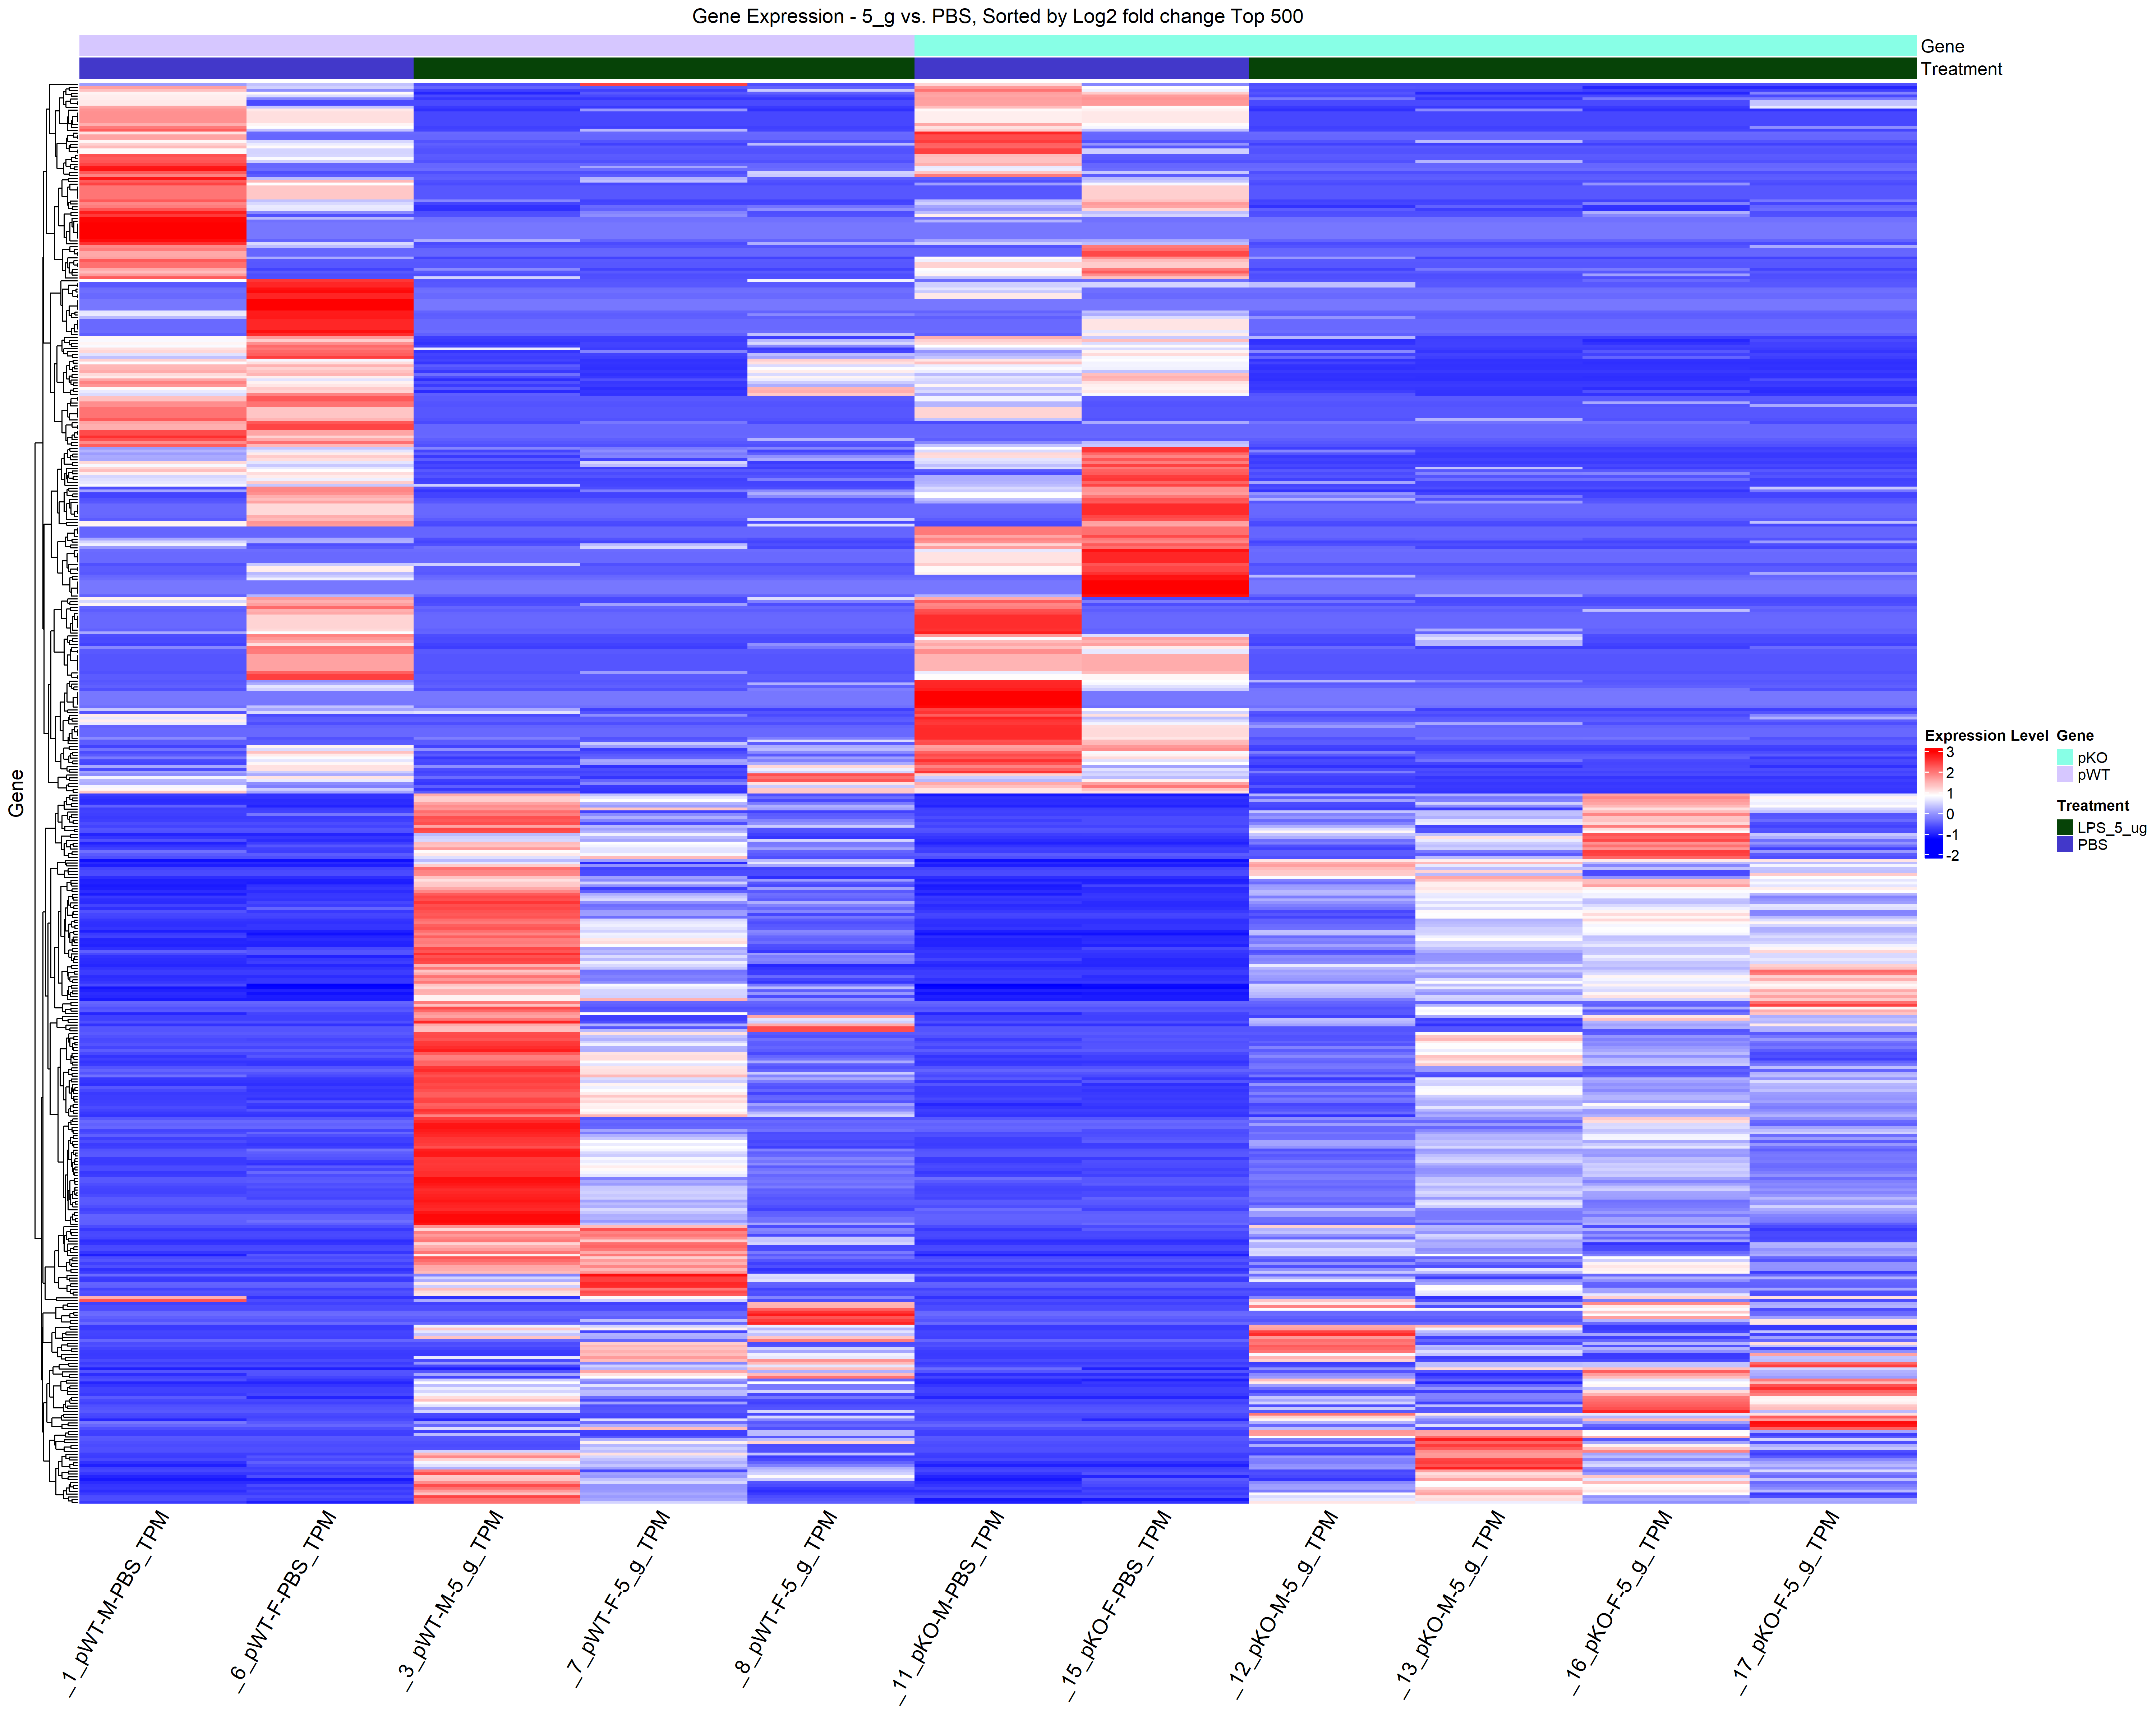 Gene Expression - 5_g vs. PBS, Sorted by Log2 fold change Top 500
Gene
Treatment
Gene
Expression Level
3
2
1
0
-1
-2
Gene
pKO
pWT
Treatment
LPS_5_ug
PBS
_1_pWT-M-PBS_TPM
_6_pWT-F-PBS_TPM
_3_pWT-M-5_g_TPM
_7_pWT-F-5_g_TPM
_8_pWT-F-5_g_TPM
_11_pKO-M-PBS_TPM
_15_pKO-F-PBS_TPM
_12_pKO-M-5_g_TPM
_13_pKO-M-5_g_TPM
_16_pKO-F-5_g_TPM
_17_pKO-F-5_g_TPM